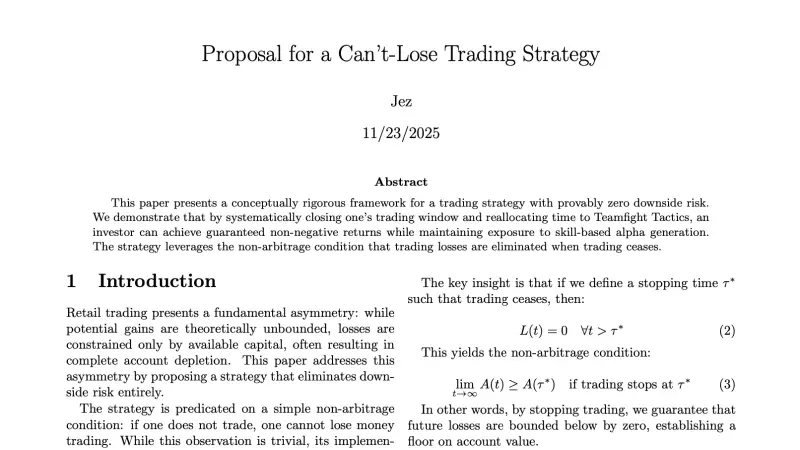 Proposal for a Can't-Lose Trading Strategy
Jez
11/23/2025
Abstract
This paper presents a conceptually rigorous framework for a trading strategy with provably zero downside risk.
We demonstrate that by systematically closing one's trading window and reallocating time to Teamfight Tactics, an
investor can achieve guaranteed non-negative returns while maintaining exposure to skill-based alpha generation.
The strategy leverages the non-arbitrage condition that trading losses are eliminated when trading ceases.
1 Introduction
Retail trading presents a fundamental asymmetry: while
potential gains are theoretically unbounded, losses are
constrained only by available capital, often resulting in
complete account depletion. This paper addresses this
asymmetry by proposing a strategy that eliminates down-
side risk entirely.
The strategy is predicated on a simple non-arbitrage
condition: if one does not trade, one cannot lose money
trading. While this observation is trivial, its implemen-
The key insight is that if we define a stopping time τ*
such that trading ceases, then:
L(t) = 0 ∀t > τ* (2)
This yields the non-arbitrage condition:
lim t→∞ A(t) ≥ A(τ*) if trading stops at τ* (3)
In other words, by stopping trading, we guarantee that
future losses are bounded below by zero, establishing a
floor on account value.